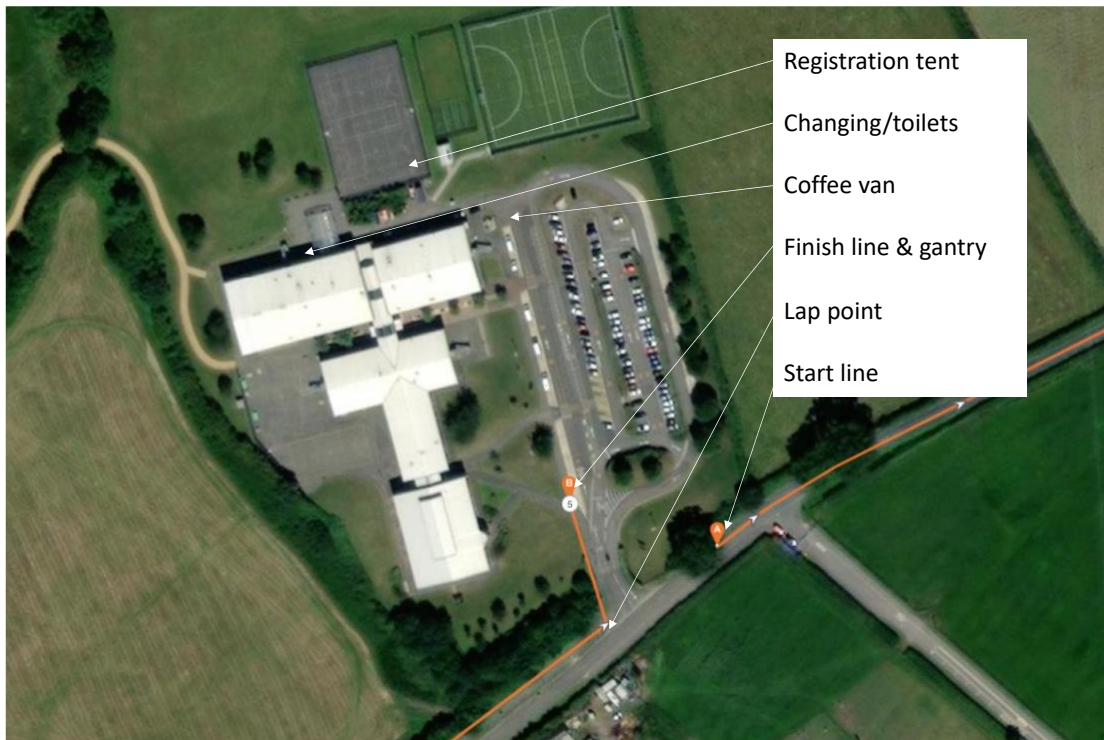 Registration tent
Changing/toilets
Coffee van
Finish line & gantry
Lap point
Start line
B
5
A